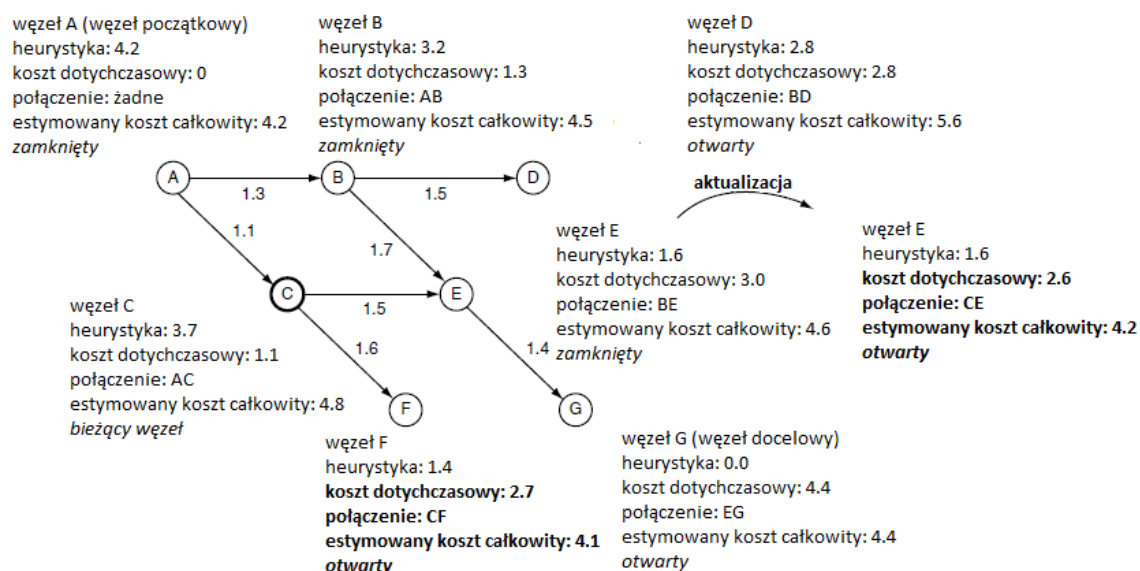 węzeł A (węzeł początkowy)
heurystyka: 4.2
koszt dotychczasowy: 0
połączenie: żadne
estymowany koszt całkowity: 4.2
zamknięty
węzeł B
heurystyka: 3.2
koszt dotychczasowy: 1.3
połączenie: AB
estymowany koszt całkowity: 4.5
zamknięty
węzeł D
heurystyka: 2.8
koszt dotychczasowy: 2.8
połączenie: BD
estymowany koszt całkowity: 5.6
otwarty
A
1.3
B
1.5
D
aktualizacja
1.1
1.7
węzeł E
heurystyka: 1.6
koszt dotychczasowy: 3.0
połączenie: BE
estymowany koszt całkowity: 4.6
zamknięty
węzeł E
heurystyka: 1.6
koszt dotychczasowy: 2.6
połączenie: CE
estymowany koszt całkowity: 4.2
otwarty
C
1.5
E
węzeł C
heurystyka: 3.7
koszt dotychczasowy: 1.1
połączenie: AC
estymowany koszt całkowity: 4.8
bieżący węzeł
1.6
1.4
F
G
węzeł F
heurystyka: 1.4
koszt dotychczasowy: 2.7
połączenie: CF
estymowany koszt całkowity: 4.1
otwarty
węzeł G (węzeł docelowy)
heurystyka: 0.0
koszt dotychczasowy: 4.4
połączenie: EG
estymowany koszt całkowity: 4.4
otwarty